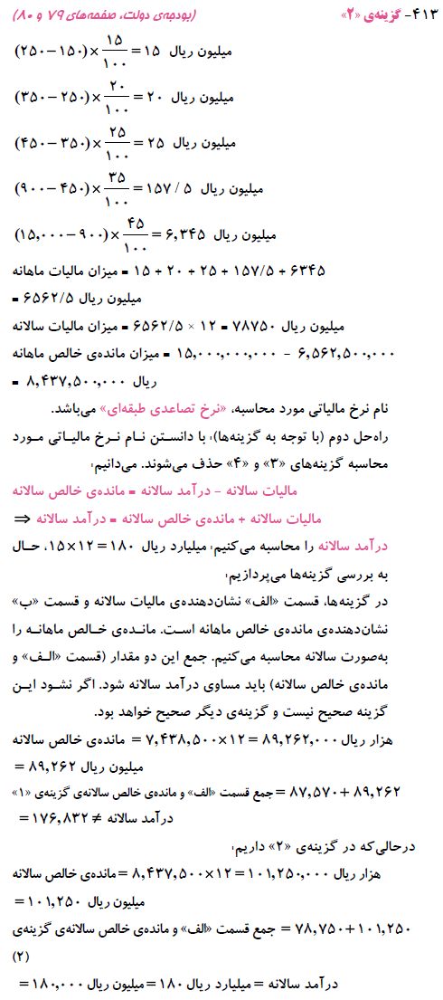 ۴۱۳- گزینه‌ی «۲» (بودجه‌ی دولت، صفحه‌های ۷۹ و ۸۰)
(۲۵۰-۱۵۰)×۱۵/۱۰۰ = ۱۵ میلیون ریال
(۳۵۰-۲۵۰)×۲۰/۱۰۰ = ۲۰ میلیون ریال
(۴۵۰-۳۵۰)×۲۵/۱۰۰ = ۲۵ میلیون ریال
(۹۰۰-۴۵۰)×۳۵/۱۰۰ = ۱۵۷/۵ میلیون ریال
(۱۵,۰۰۰-۹۰۰)×۴۵/۱۰۰ = ۶,۳۴۵ میلیون ریال
میزان مالیات ماهانه = ۱۵ + ۲۰ + ۲۵ + ۱۵۷/۵ + ۶۳۴۵
= ۶۵۶۲/۵ میلیون ریال
میزان مالیات سالانه = ۶۵۶۲/۵ × ۱۲ = ۷۸۷۵۰ میلیون ریال
میزان مانده‌ی خالص ماهانه = ۱۵,۰۰۰,۰۰۰,۰۰۰ - ۶,۵۶۲,۵۰۰,۰۰۰
= ۸,۴۳۷,۵۰۰,۰۰۰ ریال
نام نرخ مالیاتی مورد محاسبه، «نرخ تصاعدی طبقه‌ای» می‌باشد.
راه‌حل دوم (با توجه به گزینه‌ها): با دانستن نام نرخ مالیاتی مورد
محاسبه گزینه‌های «۳» و «۴» حذف می‌شوند. می‌دانیم:
مالیات سالانه - درآمد سالانه = مانده‌ی خالص سالانه
مالیات سالانه + مانده‌ی خالص سالانه = درآمد سالانه ⇒
درآمد سالانه را محاسبه می‌کنیم: میلیارد ریال ۱۸۰ = ۱۵×۱۲، حال
به بررسی گزینه‌ها می‌پردازیم:
در گزینه‌ها، قسمت «الف» نشان‌دهنده‌ی مالیات سالانه و قسمت «ب»
نشان‌دهنده‌ی مانده‌ی خالص ماهانه است. مانده‌ی خالص ماهانه را
به‌صورت سالانه محاسبه می‌کنیم. جمع این دو مقدار (قسمت «الف» و
مانده‌ی خالص سالانه) باید مساوی درآمد سالانه شود. اگر نشود این
گزینه صحیح نیست و گزینه‌ی دیگر صحیح خواهد بود.
هزار ریال ۷,۴۳۸,۵۰۰×۱۲ = ۸۹,۲۶۲,۰۰۰ = مانده‌ی خالص سالانه
= ۸۹,۲۶۲ میلیون ریال
۸۷,۵۷۰+۸۹,۲۶۲ = جمع قسمت «الف» و مانده‌ی خالص سالانه‌ی گزینه‌ی «۱»
= ۱۷۶,۸۳۲ ≠ درآمد سالانه
درحالی‌که در گزینه‌ی «۲» داریم:
هزار ریال ۸,۴۳۷,۵۰۰×۱۲ = ۱۰۱,۲۵۰,۰۰۰ = مانده‌ی خالص سالانه
= ۱۰۱,۲۵۰ میلیون ریال
۷۸,۷۵۰+۱۰۱,۲۵۰ = جمع قسمت «الف» و مانده‌ی خالص سالانه‌ی گزینه‌ی
(۲)
= ۱۸۰,۰۰۰ میلیون ریال = ۱۸۰ میلیارد ریال = درآمد سالانه